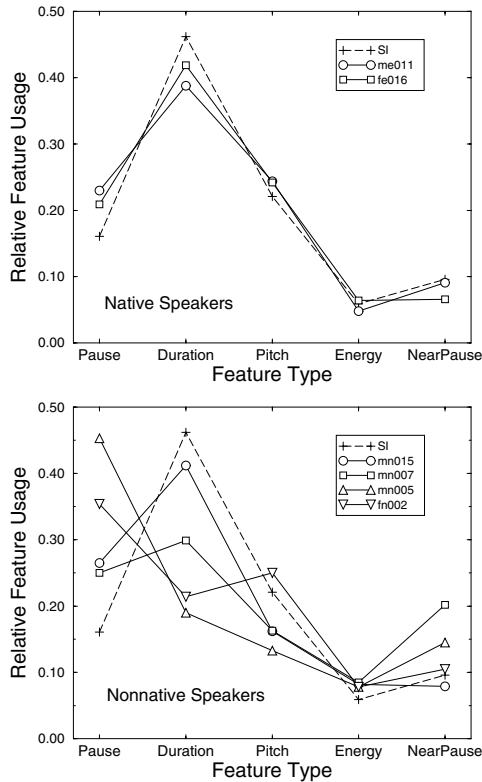 0.50
SI
me011
fe016
0.40
0.30
0.20
0.10
0.00
Relative Feature Usage
Native Speakers
Pause Duration Pitch Energy NearPause
Feature Type
0.50
SI
mn015
mn007
mn005
fn002
0.40
0.30
0.20
0.10
0.00
Relative Feature Usage
Nonnative Speakers
Pause Duration Pitch Energy NearPause
Feature Type